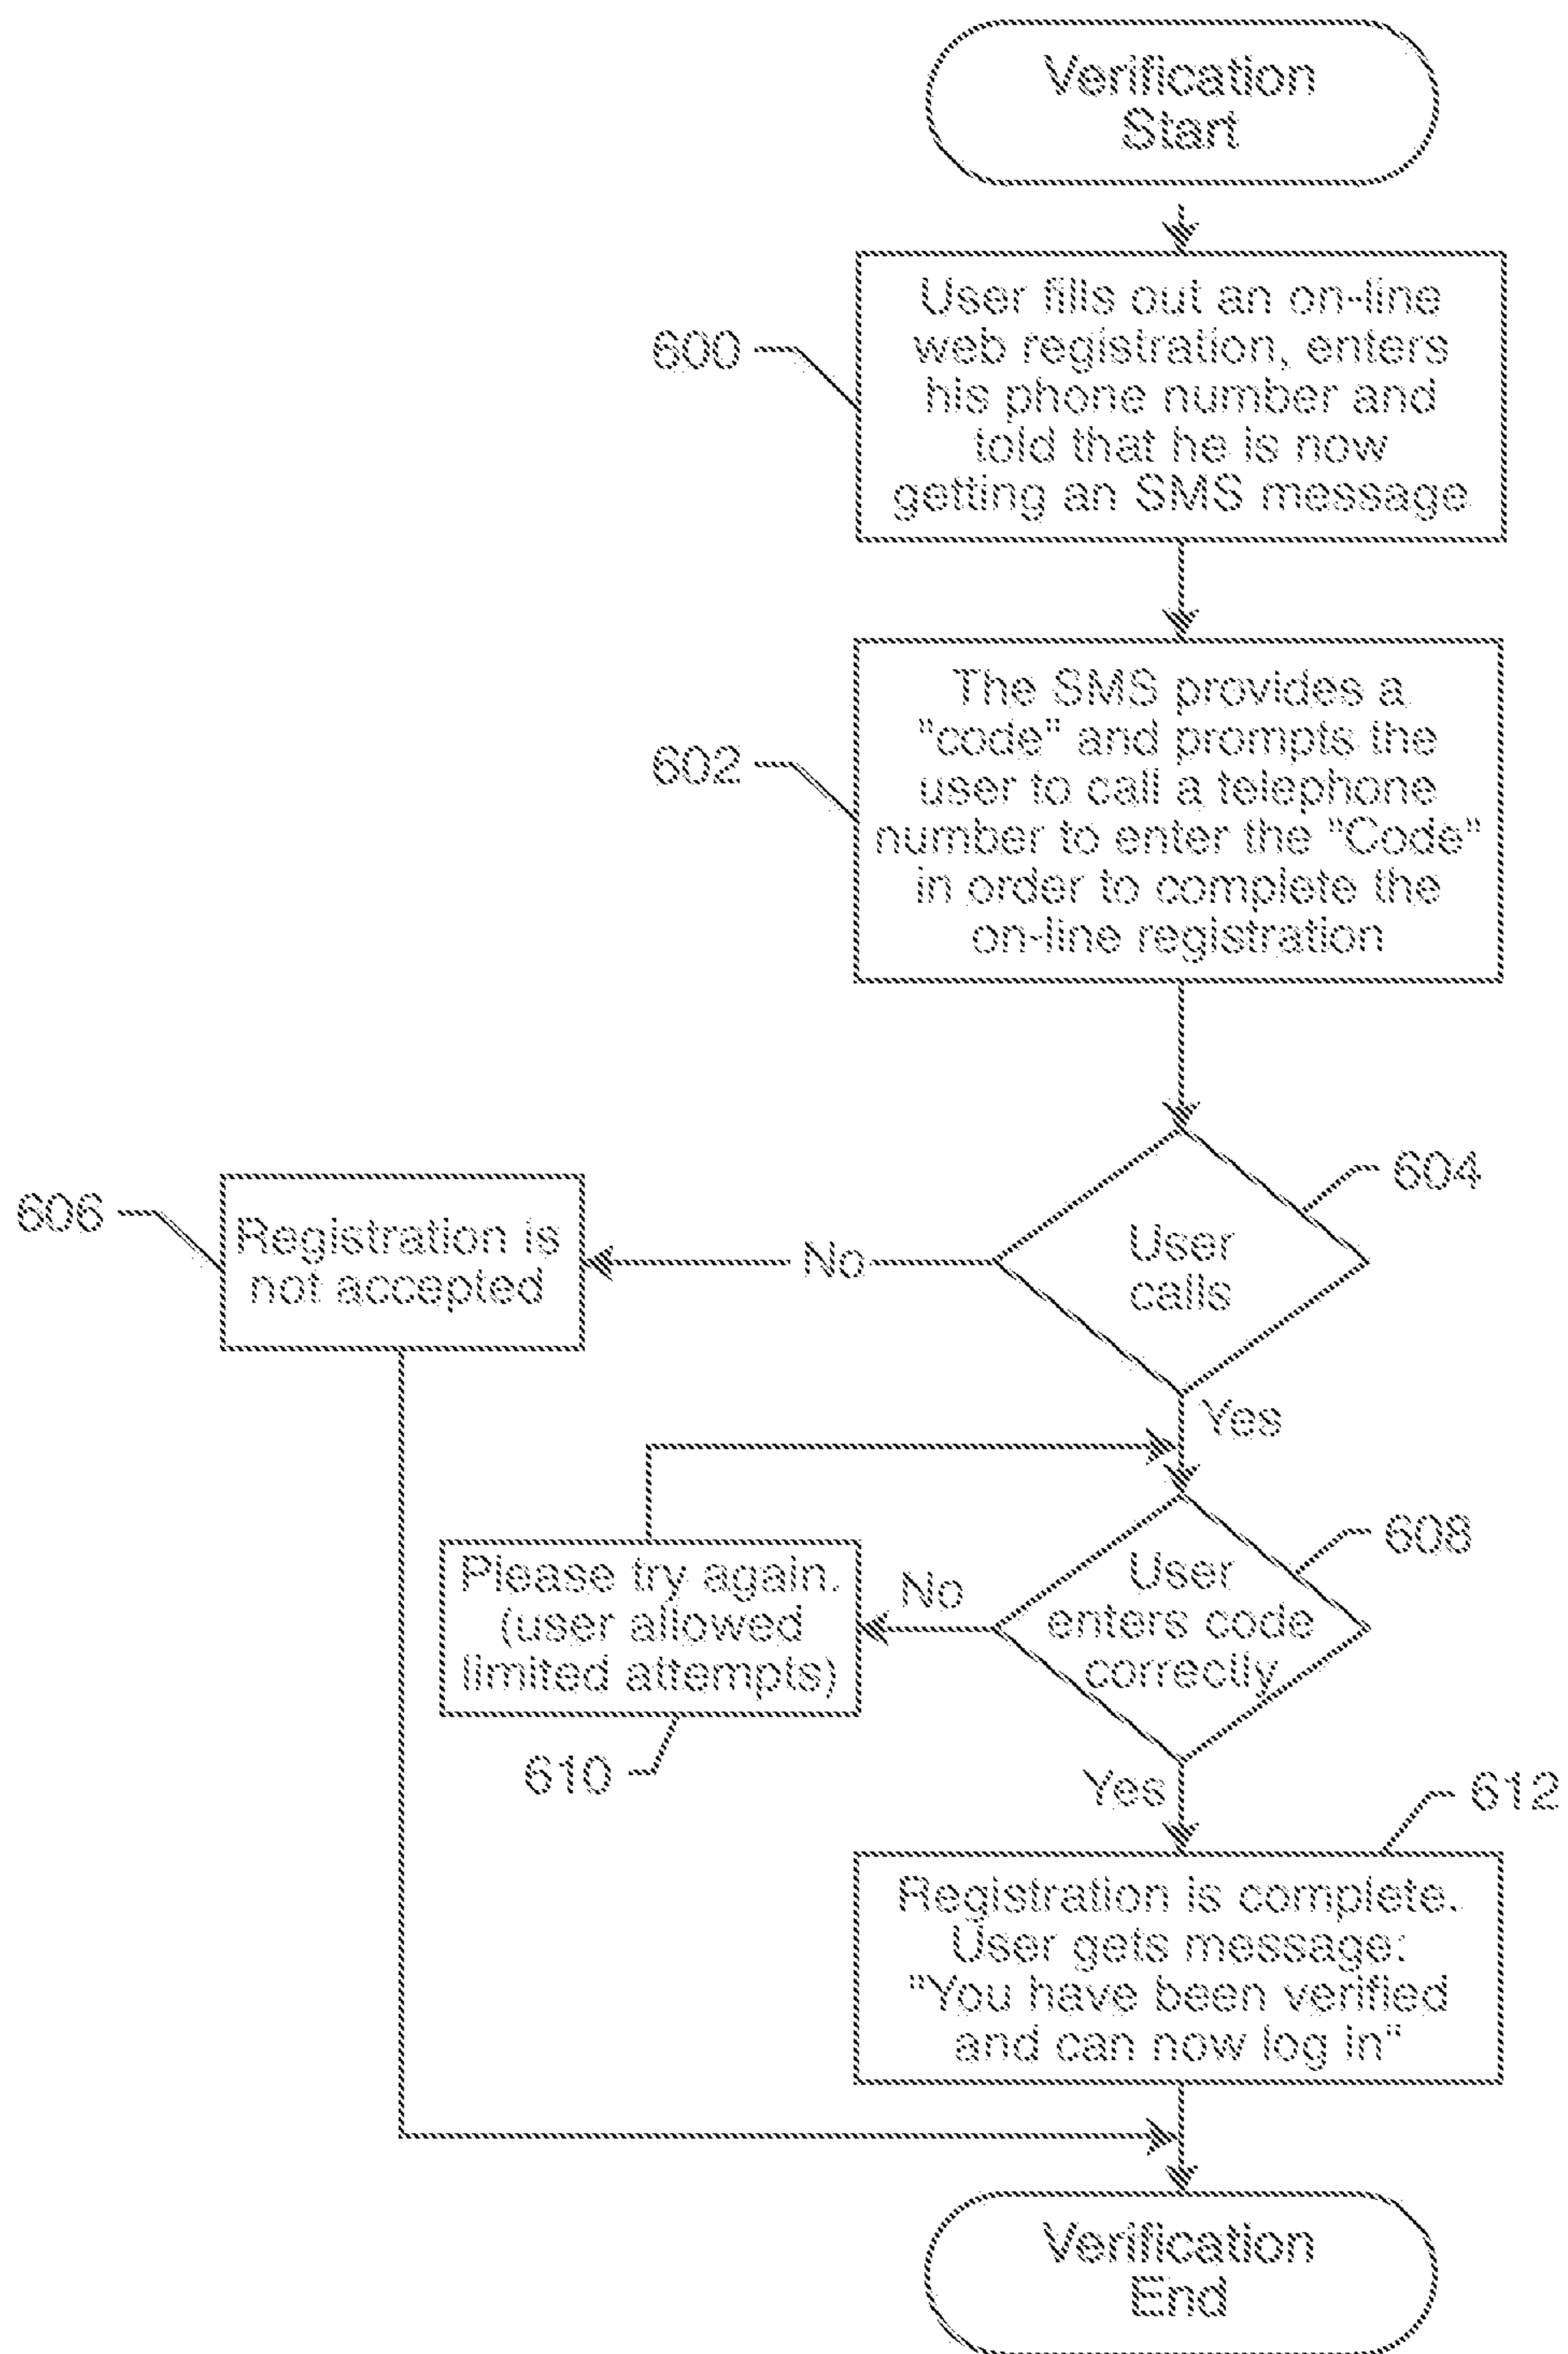 Verification
Start
600
User fills out an on-line
web registration, enters
his phone number and
told that he is now
getting an SMS message
602
The SMS provides a
"code" and prompts the
user to call a telephone
number to enter the "Code"
in order to complete the
on-line registration
604
User
calls
No
606
Registration is
not accepted
Yes
608
User
enters code
correctly
No
Please try again.
(user allowed
limited attempts)
610
Yes
612
Registration is complete.
User gets message:
"You have been verified
and can now log in"
Verification
End